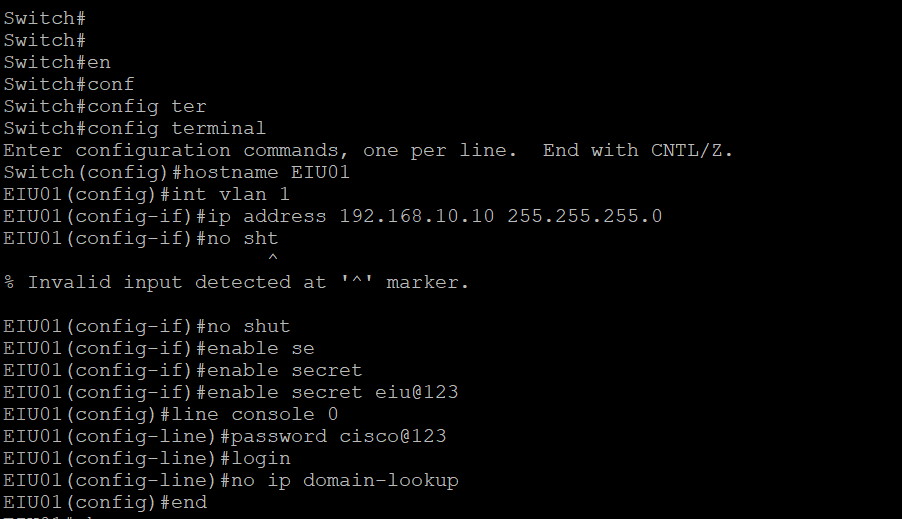 Switch#
Switch#
Switch#en
Switch#conf
Switch#config ter
Switch#config terminal
Enter configuration commands, one per line.  End with CNTL/Z.
Switch(config)#hostname EIU01
EIU01(config)#int vlan 1
EIU01(config-if)#ip address 192.168.10.10 255.255.255.0
EIU01(config-if)#no sht
^
% Invalid input detected at '^' marker.
EIU01(config-if)#no shut
EIU01(config-if)#enable se
EIU01(config-if)#enable secret
EIU01(config-if)#enable secret eiu@123
EIU01(config)#line console 0
EIU01(config-line)#password cisco@123
EIU01(config-line)#login
EIU01(config-line)#no ip domain-lookup
EIU01(config)#end